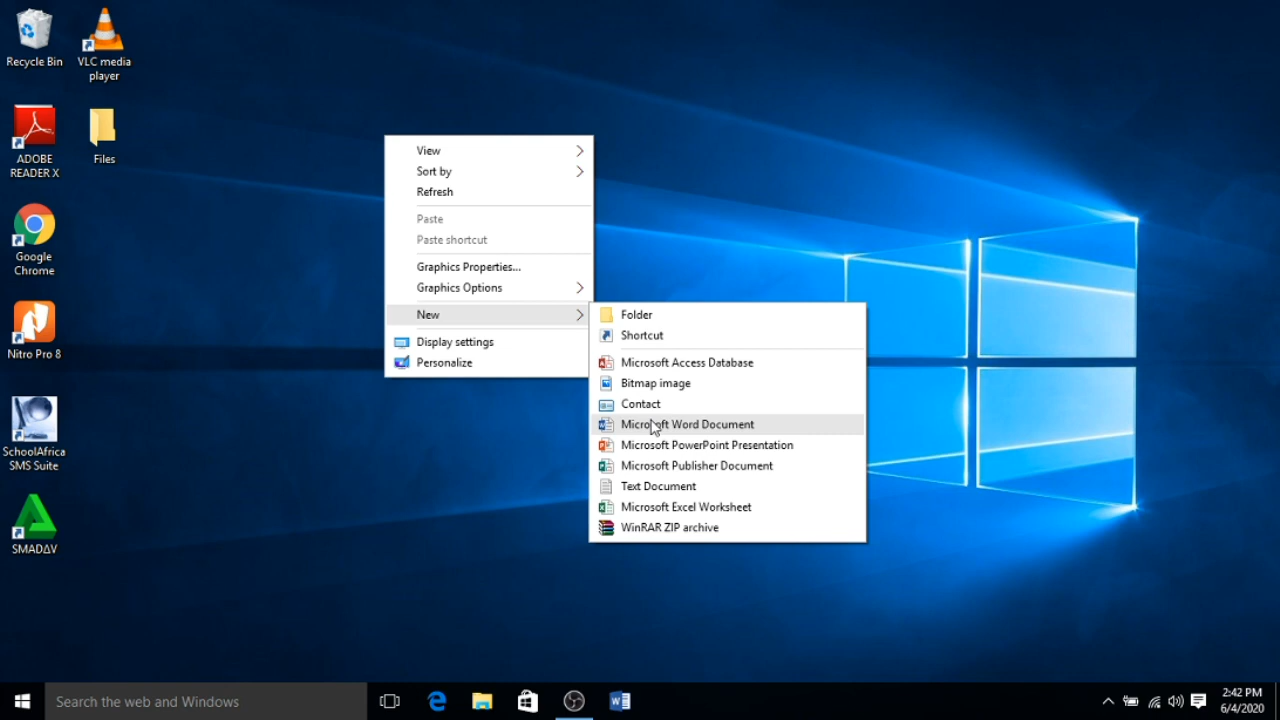 Recycle Bin
VLC media
player
ADOBE
READER X
Files
Google
Chrome
Nitro Pro 8
SchoolAfrica
SMS Suite
SMADΔV
View
Sort by
Refresh
Paste
Paste shortcut
Graphics Properties...
Graphics Options
New
Display settings
Personalize
Folder
Shortcut
Microsoft Access Database
Bitmap image
Contact
Microsoft Word Document
Microsoft PowerPoint Presentation
Microsoft Publisher Document
Text Document
Microsoft Excel Worksheet
WinRAR ZIP archive
Search the web and Windows
2:42 PM
6/4/2020